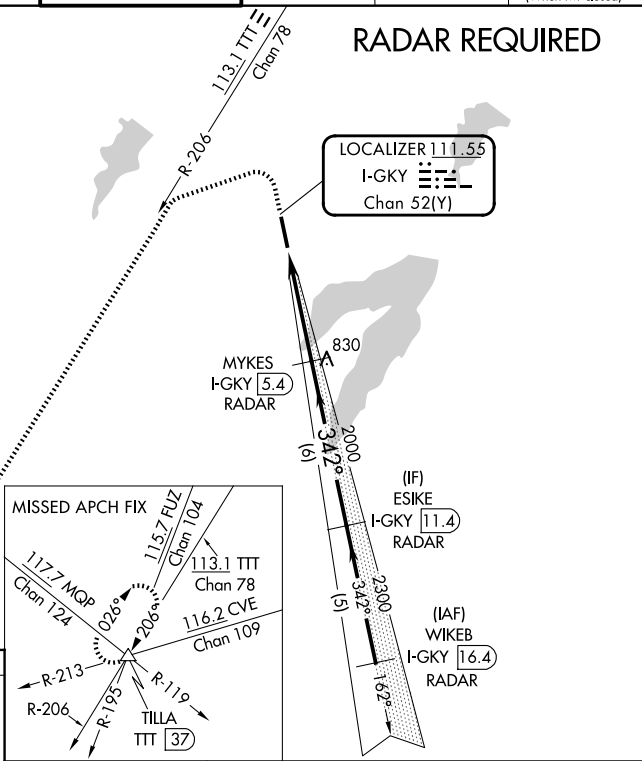 RADAR REQUIRED
113.1 TTT
Chan 78
R-206
LOCALIZER 111.55
I-GKY
Chan 52(Y)
830
MYKES
I-GKY 5.4
RADAR
342°
2000
(6)
(IF)
ESIKE
I-GKY 11.4
RADAR
342°
2300
(5)
(IAF)
WIKEB
I-GKY 16.4
RADAR
162°
MISSED APCH FIX
115.7 FUZ
Chan 104
113.1 TTT
Chan 78
117.7 MQP
Chan 124
026°
206°
116.2 CVE
Chan 109
R-213
R-206
R-195
R-119
TILLA
TTT 37